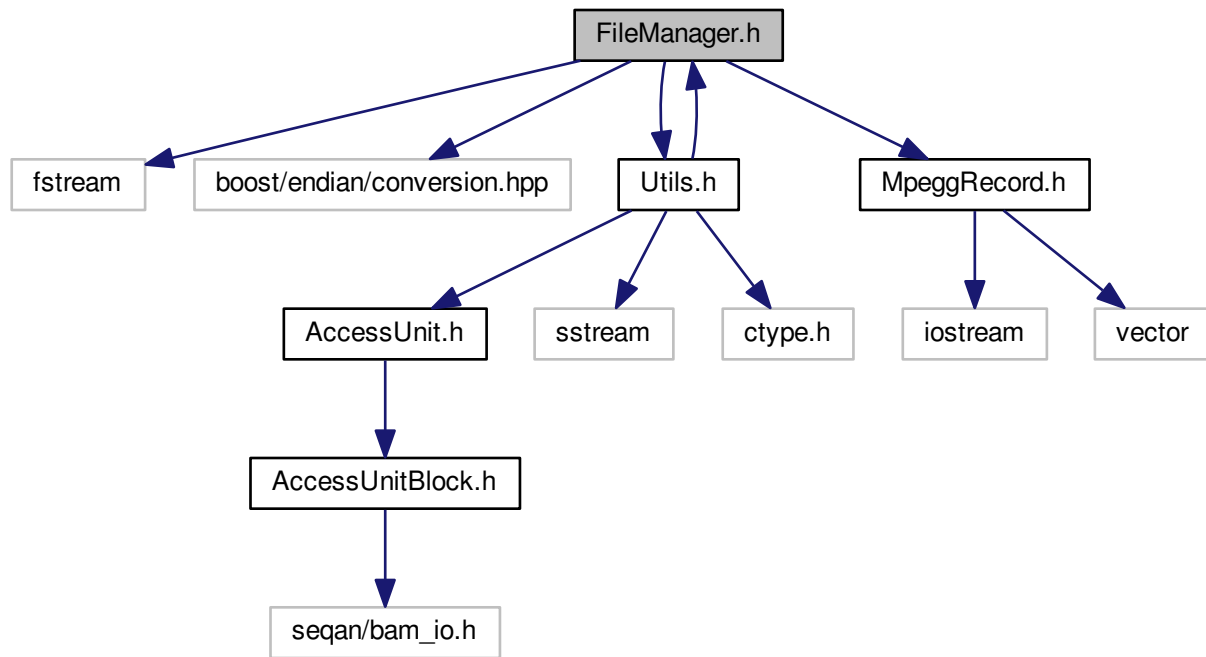 FileManager.h
fstream
boost/endian/conversion.hpp
Utils.h
MpeggRecord.h
AccessUnit.h
sstream
ctype.h
iostream
vector
AccessUnitBlock.h
seqan/bam_io.h